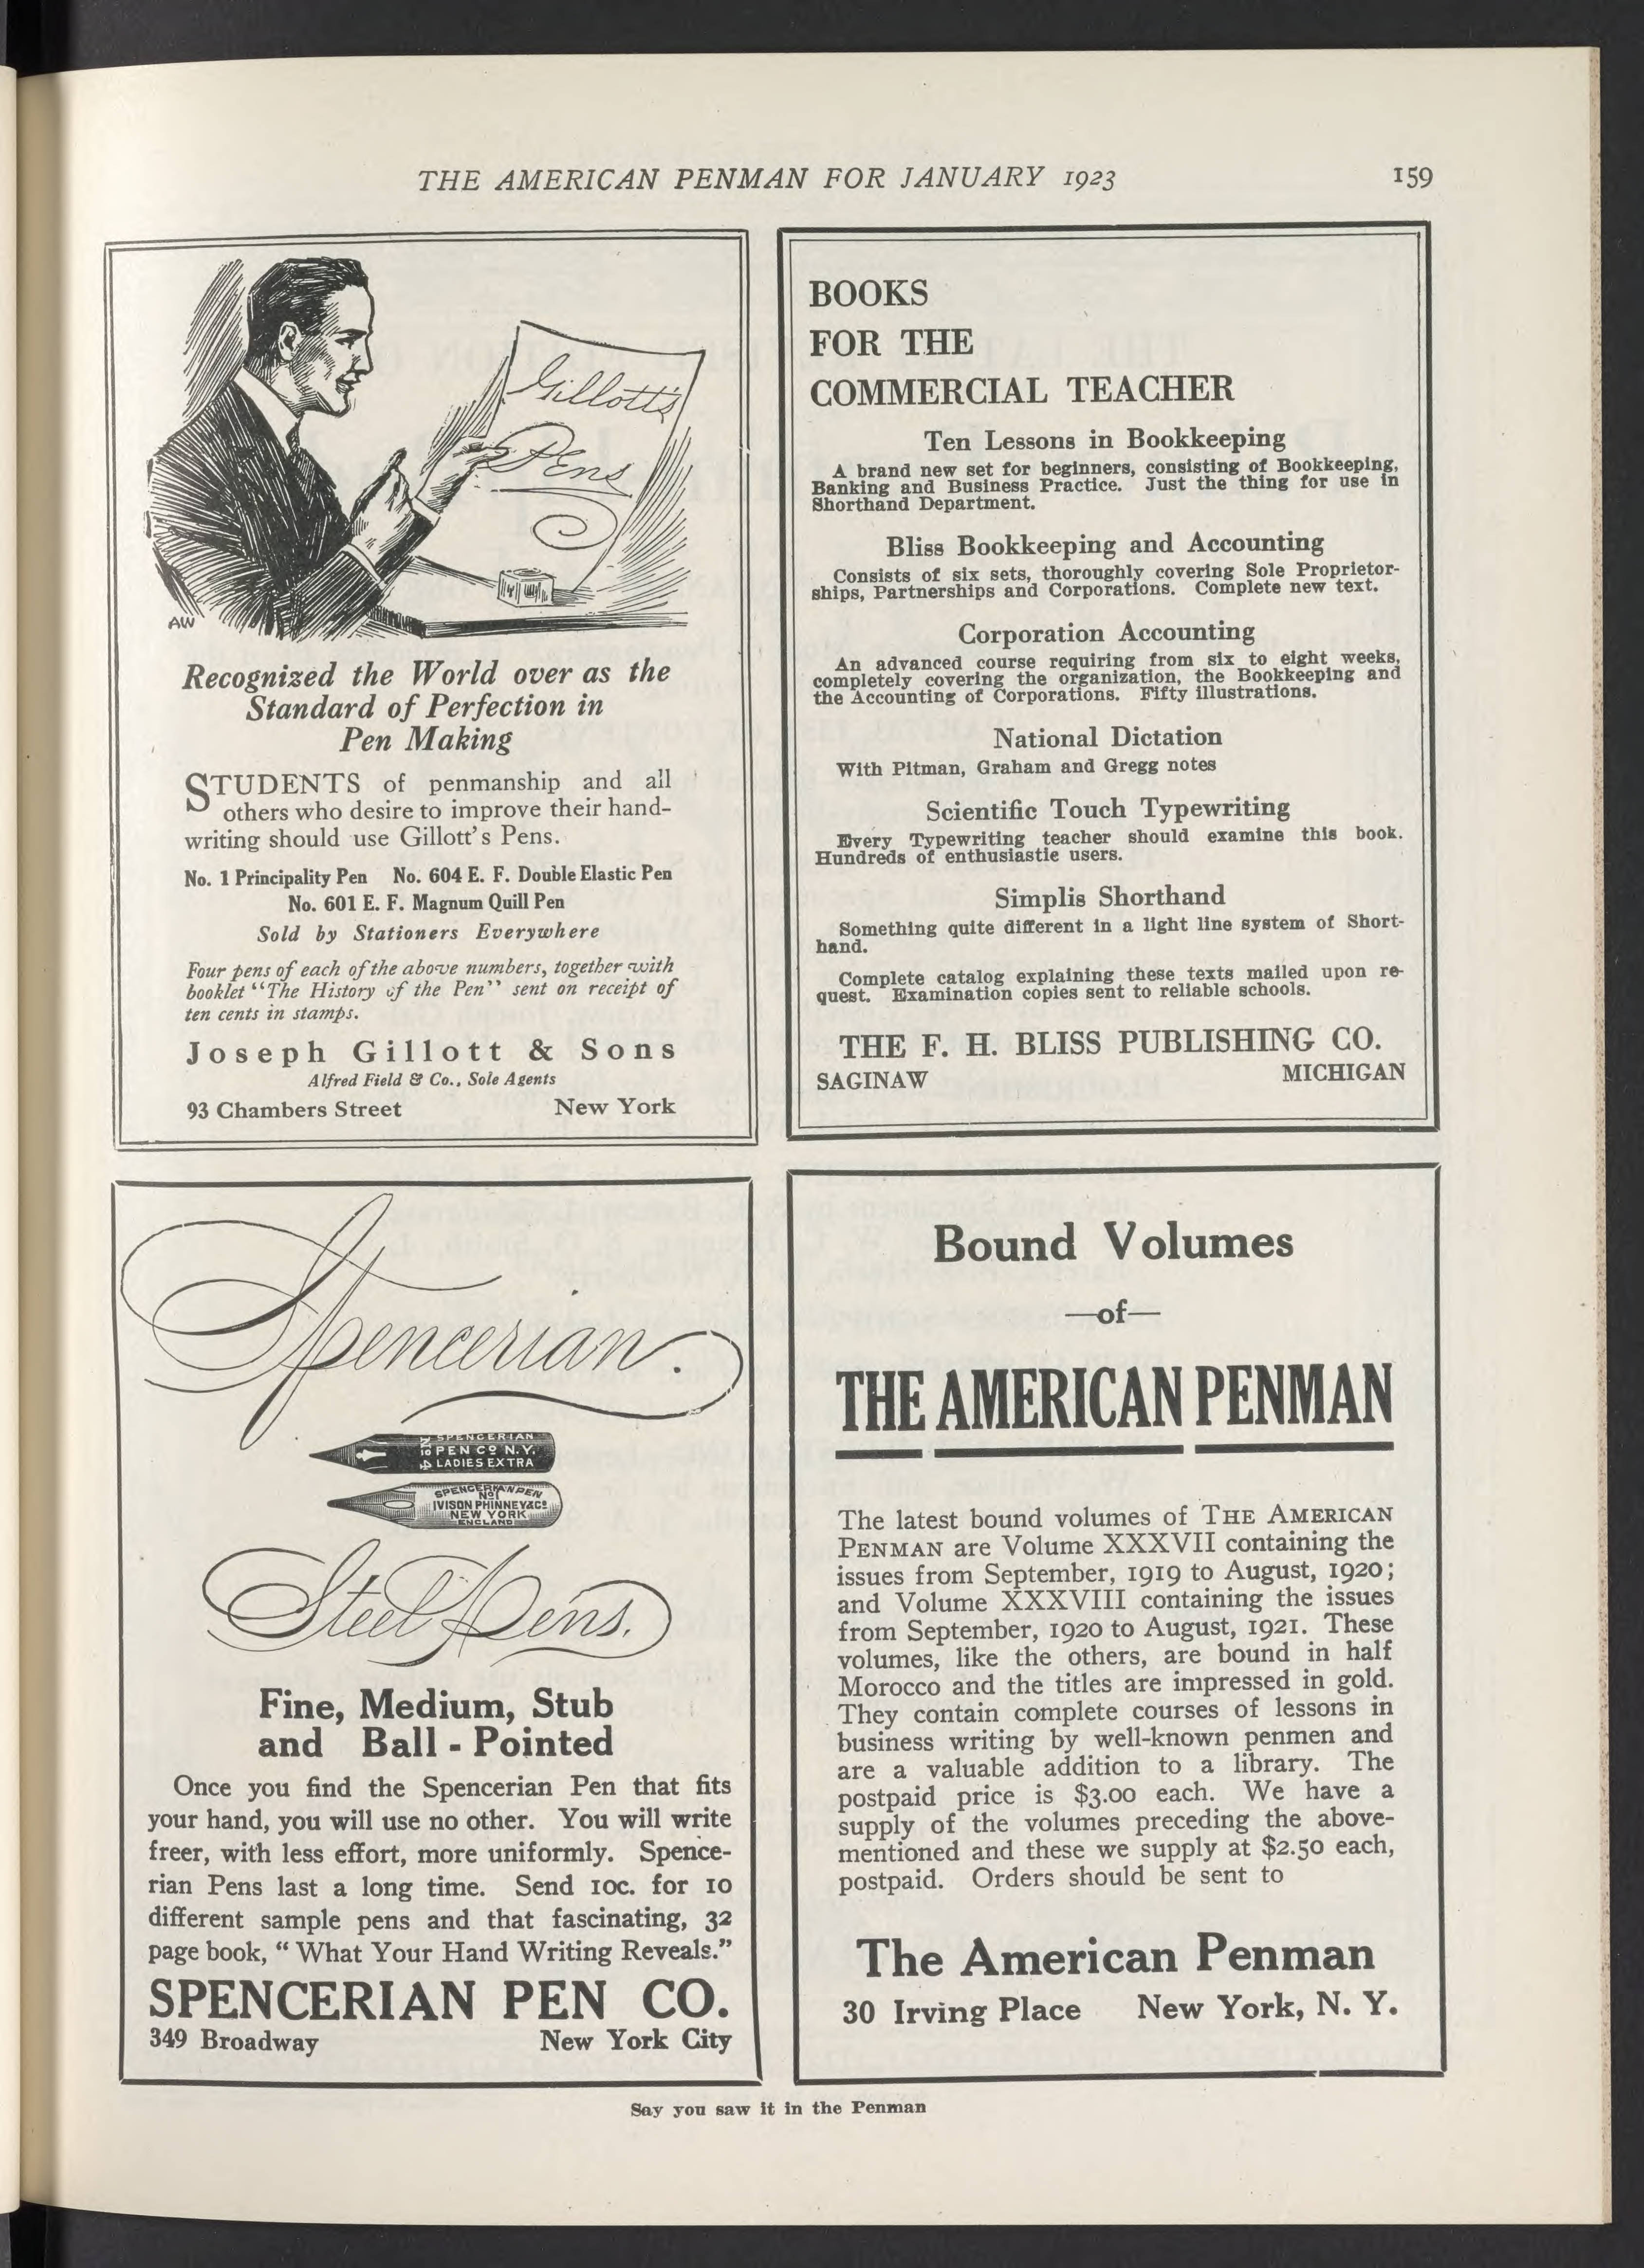 THE AMERICAN PENMAN FOR JANUARY 1923 159
Gillott's
Pens
AW
Recognized the World over as the
Standard of Perfection in
Pen Making
STUDENTS of penmanship and all
others who desire to improve their hand-
writing should use Gillott's Pens.
No. 1 Principality Pen No. 604 E. F. Double Elastic Pen
No. 601 E. F. Magnum Quill Pen
Sold by Stationers Everywhere
Four pens of each of the above numbers, together with
booklet "The History of the Pen" sent on receipt of
ten cents in stamps.
Joseph Gillott & Sons
Alfred Field & Co., Sole Agents
93 Chambers Street New York
BOOKS
FOR THE
COMMERCIAL TEACHER
Ten Lessons in Bookkeeping
A brand new set for beginners, consisting of Bookkeeping,
Banking and Business Practice. Just the thing for use in
Shorthand Department.
Bliss Bookkeeping and Accounting
Consists of six sets, thoroughly covering Sole Proprietor-
ships, Partnerships and Corporations. Complete new text.
Corporation Accounting
An advanced course requiring from six to eight weeks,
completely covering the organization, the Bookkeeping and
the Accounting of Corporations. Fifty illustrations.
National Dictation
With Pitman, Graham and Gregg notes
Scientific Touch Typewriting
Every Typewriting teacher should examine this book.
Hundreds of enthusiastic users.
Simplis Shorthand
Something quite different in a light line system of Short-
hand.
Complete catalog explaining these texts mailed upon re-
quest. Examination copies sent to reliable schools.
THE F. H. BLISS PUBLISHING CO.
SAGINAW MICHIGAN
Spencerian.
SPENCERIAN
PEN CO N.Y.
LADIES EXTRA
SPENCERIAN PEN
No 1
IVISON PHINNEY & CO
NEW YORK
ENGLAND
Steel Pens.
Fine, Medium, Stub
and Ball - Pointed
Once you find the Spencerian Pen that fits
your hand, you will use no other. You will write
freer, with less effort, more uniformly. Spence-
rian Pens last a long time. Send 10c. for 10
different sample pens and that fascinating, 32
page book, "What Your Hand Writing Reveals."
SPENCERIAN PEN CO.
349 Broadway New York City
Bound Volumes
—of—
THE AMERICAN PENMAN
The latest bound volumes of THE AMERICAN
PENMAN are Volume XXXVII containing the
issues from September, 1919 to August, 1920;
and Volume XXXVIII containing the issues
from September, 1920 to August, 1921. These
volumes, like the others, are bound in half
Morocco and the titles are impressed in gold.
They contain complete courses of lessons in
business writing by well-known penmen and
are a valuable addition to a library. The
postpaid price is $3.00 each. We have a
supply of the volumes preceding the above-
mentioned and these we supply at $2.50 each,
postpaid. Orders should be sent to
The American Penman
30 Irving Place New York, N. Y.
Say you saw it in the Penman